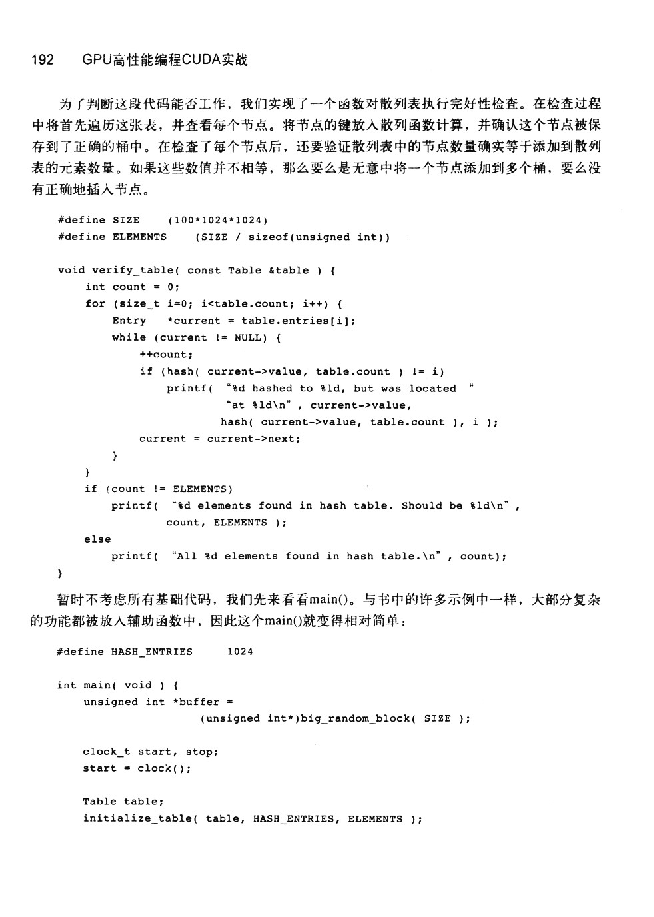 192 GPU高性能编程CUDA实战
为了判断这段代码能否工作，我们实现了一个函数对散列表执行完好性检查。在检查过程
中将首先遍历这张表，并查看每个节点。将节点的键放入散列函数计算，并确认这个节点被保
存到了正确的桶中。在检查了每个节点后，还要验证散列表中的节点数量确实等于添加到散列
表的元素数量。如果这些数值并不相等，那么要么是无意中将一个节点添加到多个桶，要么没
有正确地插入节点。
#define SIZE    (100*1024*1024)
#define ELEMENTS    (SIZE / sizeof(unsigned int))
void verify_table( const Table &table ) {
    int count = 0;
    for (size_t i=0; i<table.count; i++) {
        Entry   *current = table.entries[i];
        while (current != NULL) {
            ++count;
            if (hash( current->value, table.count ) != i)
                printf( "%d hashed to %ld, but was located "
                        "at %ld\n" , current->value,
                       hash( current->value, table.count ), i );
            current = current->next;
        }
    }
    if (count != ELEMENTS)
        printf( "%d elements found in hash table. Should be %ld\n" ,
                count, ELEMENTS );
    else
        printf( "All %d elements found in hash table.\n" , count);
}
暂时不考虑所有基础代码，我们先来看看main()。与书中的许多示例中一样，大部分复杂
的功能都被放入辅助函数中，因此这个main()就变得相对简单：
#define HASH_ENTRIES     1024
int main( void ) {
    unsigned int *buffer =
                     (unsigned int*)big_random_block( SIZE );
    clock_t start, stop;
    start = clock();
    Table table;
    initialize_table( table, HASH_ENTRIES, ELEMENTS );